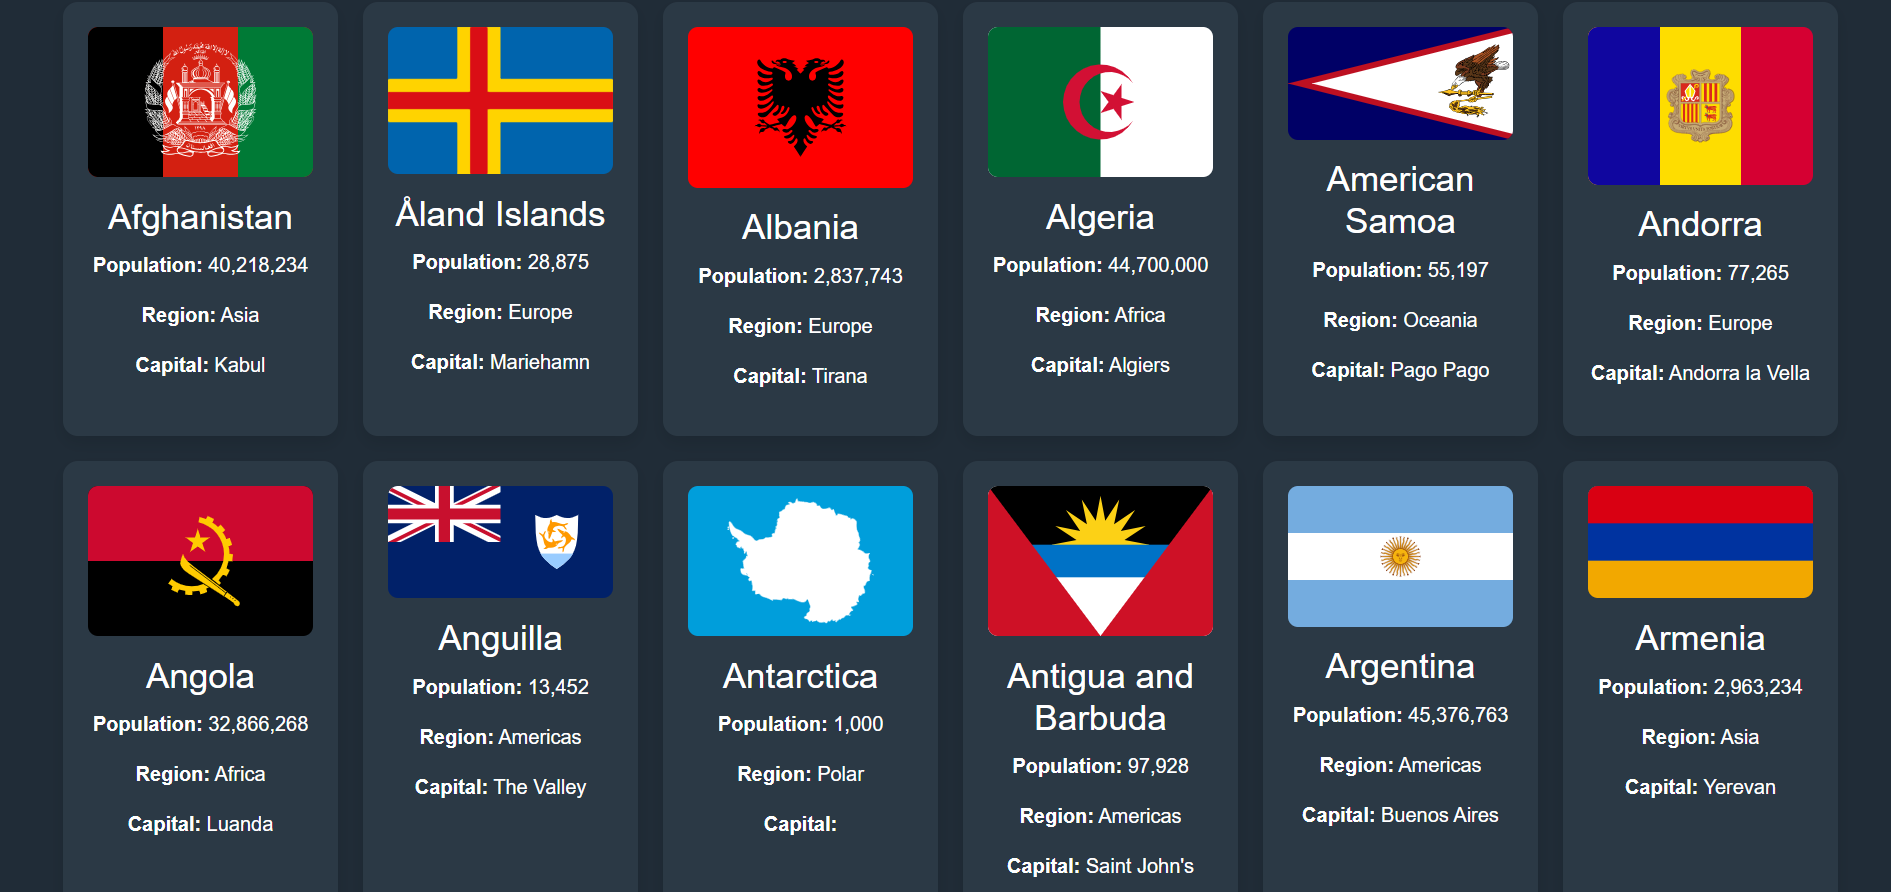 Afghanistan
Population: 40,218,234
Region: Asia
Capital: Kabul
Åland Islands
Population: 28,875
Region: Europe
Capital: Mariehamn
Albania
Population: 2,837,743
Region: Europe
Capital: Tirana
Algeria
Population: 44,700,000
Region: Africa
Capital: Algiers
American
Samoa
Population: 55,197
Region: Oceania
Capital: Pago Pago
Andorra
Population: 77,265
Region: Europe
Capital: Andorra la Vella
Angola
Population: 32,866,268
Region: Africa
Capital: Luanda
Anguilla
Population: 13,452
Region: Americas
Capital: The Valley
Antarctica
Population: 1,000
Region: Polar
Capital:
Antigua and
Barbuda
Population: 97,928
Region: Americas
Capital: Saint John's
Argentina
Population: 45,376,763
Region: Americas
Capital: Buenos Aires
Armenia
Population: 2,963,234
Region: Asia
Capital: Yerevan